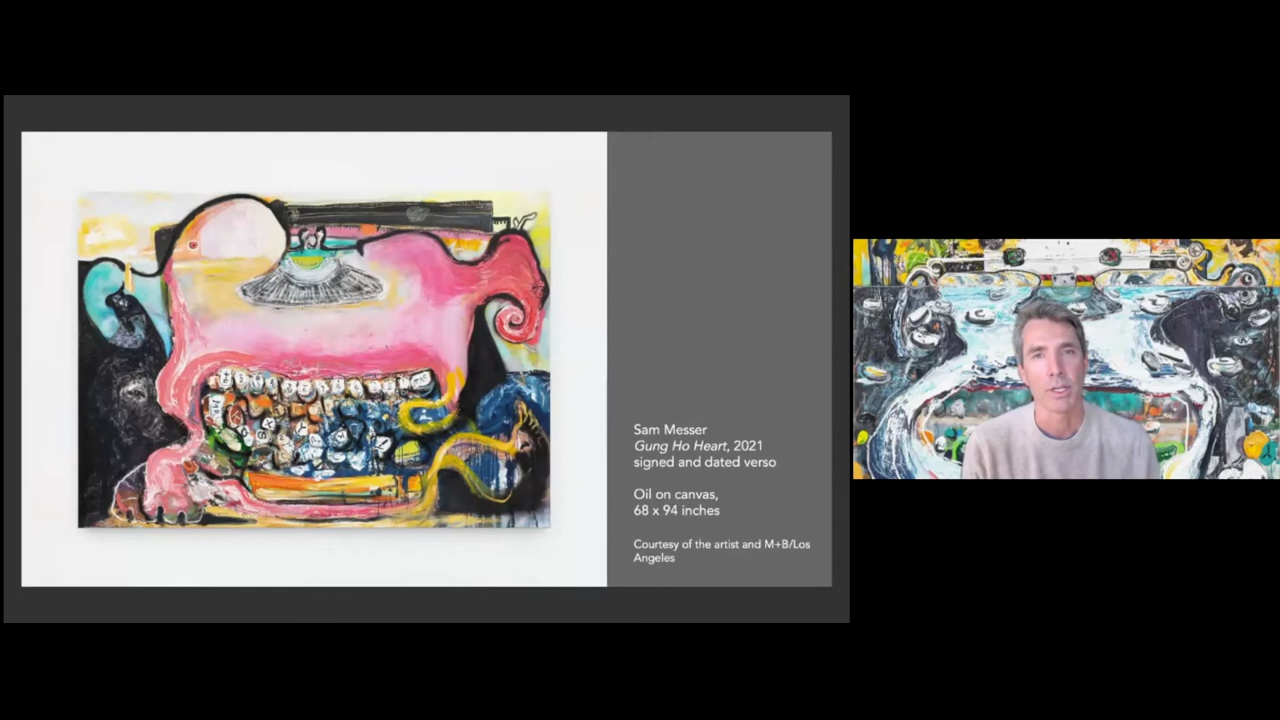 Sam Messer
Gung Ho Heart, 2021
signed and dated verso
Oil on canvas,
68 x 94 inches
Courtesy of the artist and M+B/Los
Angeles